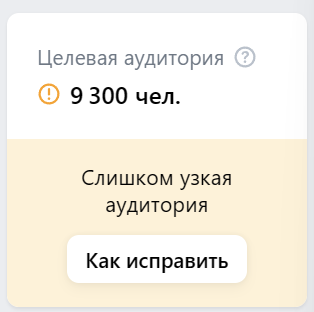 Целевая аудитория ?
! 9 300 чел.
Слишком узкая
аудитория
Как исправить